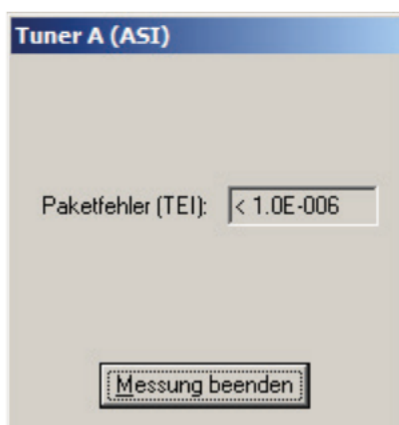 Tuner A (ASI)
Paketfehler (TEI): < 1.0E-006
Messung beenden